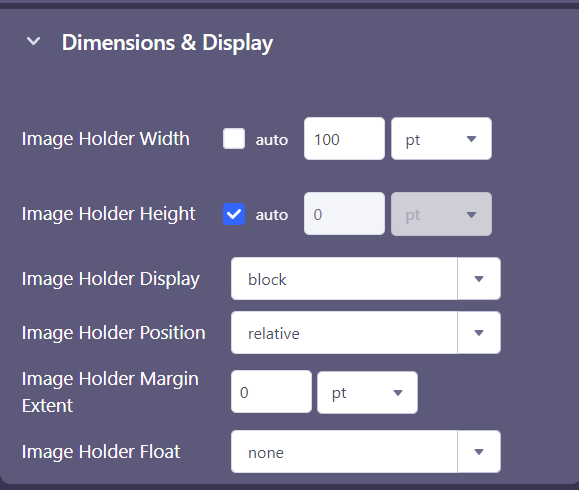 Dimensions & Display
Image Holder Width auto 100 pt
Image Holder Height auto 0 pt
Image Holder Display block
Image Holder Position relative
Image Holder Margin
Extent 0 pt
Image Holder Float none